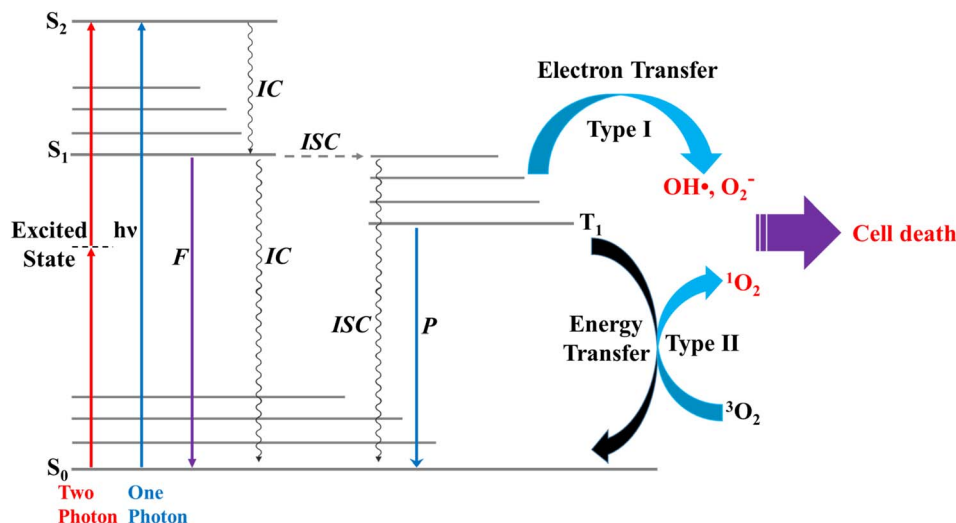 S2
IC
Electron Transfer
Type I
S1
ISC
OH•, O2-
T1
Excited
State
hν
F
IC
ISC
P
Cell death
1O2
Energy
Transfer
Type II
3O2
S0
Two
Photon
One
Photon